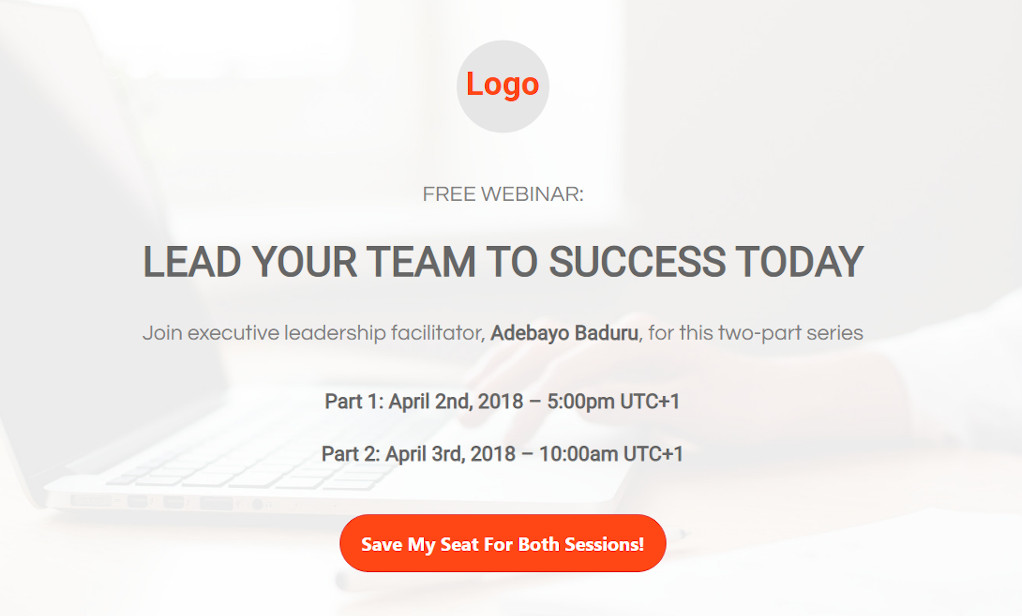 Logo
FREE WEBINAR:
LEAD YOUR TEAM TO SUCCESS TODAY
Join executive leadership facilitator, Adebayo Baduru, for this two-part series
Part 1: April 2nd, 2018 – 5:00pm UTC+1
Part 2: April 3rd, 2018 – 10:00am UTC+1
Save My Seat For Both Sessions!